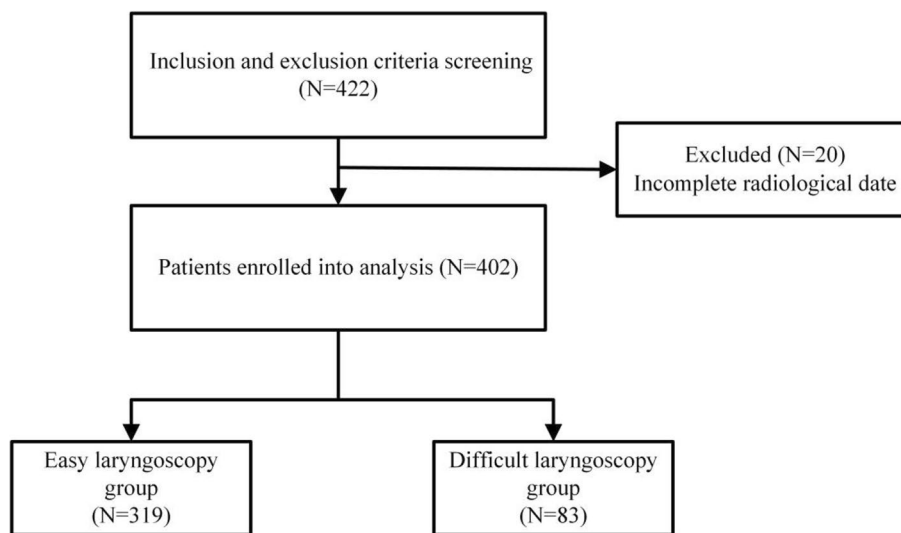 Inclusion and exclusion criteria screening
(N=422)
Excluded (N=20)
Incomplete radiological date
Patients enrolled into analysis (N=402)
Easy laryngoscopy
group
(N=319)
Difficult laryngoscopy
group
(N=83)